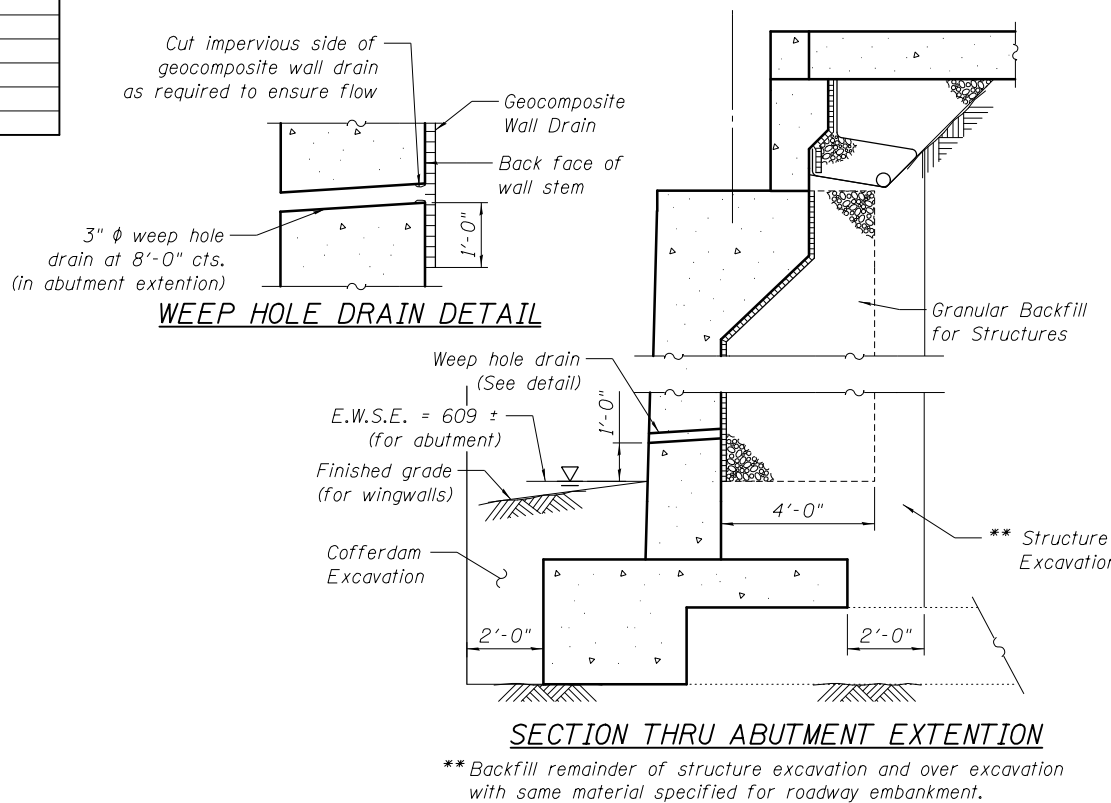 Cut impervious side of
geocomposite wall drain
as required to ensure flow
Geocomposite
Wall Drain
Back face of
wall stem
1'-0"
3" ϕ weep hole
drain at 8'-0" cts.
(in abutment extention)
WEEP HOLE DRAIN DETAIL
Granular Backfill
for Structures
Weep hole drain
(See detail)
1'-0"
E.W.S.E. = 609 ±
(for abutment)
Finished grade
(for wingwalls)
4'-0"
Cofferdam
Excavation
** Structure
Excavation
2'-0"
2'-0"
SECTION THRU ABUTMENT EXTENTION
** Backfill remainder of structure excavation and over excavation
with same material specified for roadway embankment.